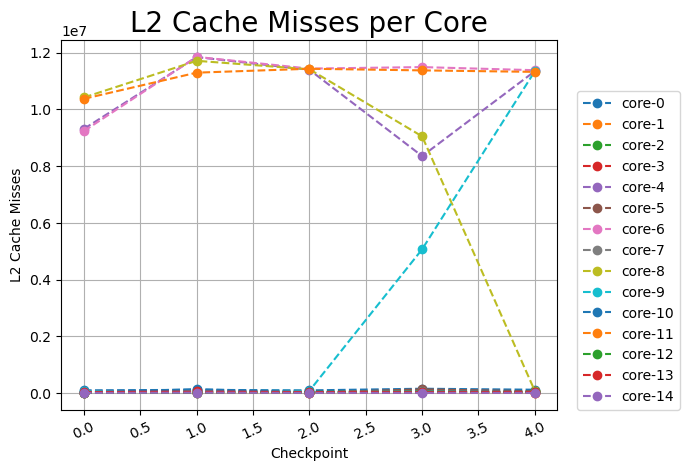 L2 Cache Misses per Core
1e7
1.2
1.0
0.8
0.6
0.4
0.2
0.0
L2 Cache Misses
0.0 0.5 1.0 1.5 2.0 2.5 3.0 3.5 4.0
Checkpoint
core-0
core-1
core-2
core-3
core-4
core-5
core-6
core-7
core-8
core-9
core-10
core-11
core-12
core-13
core-14